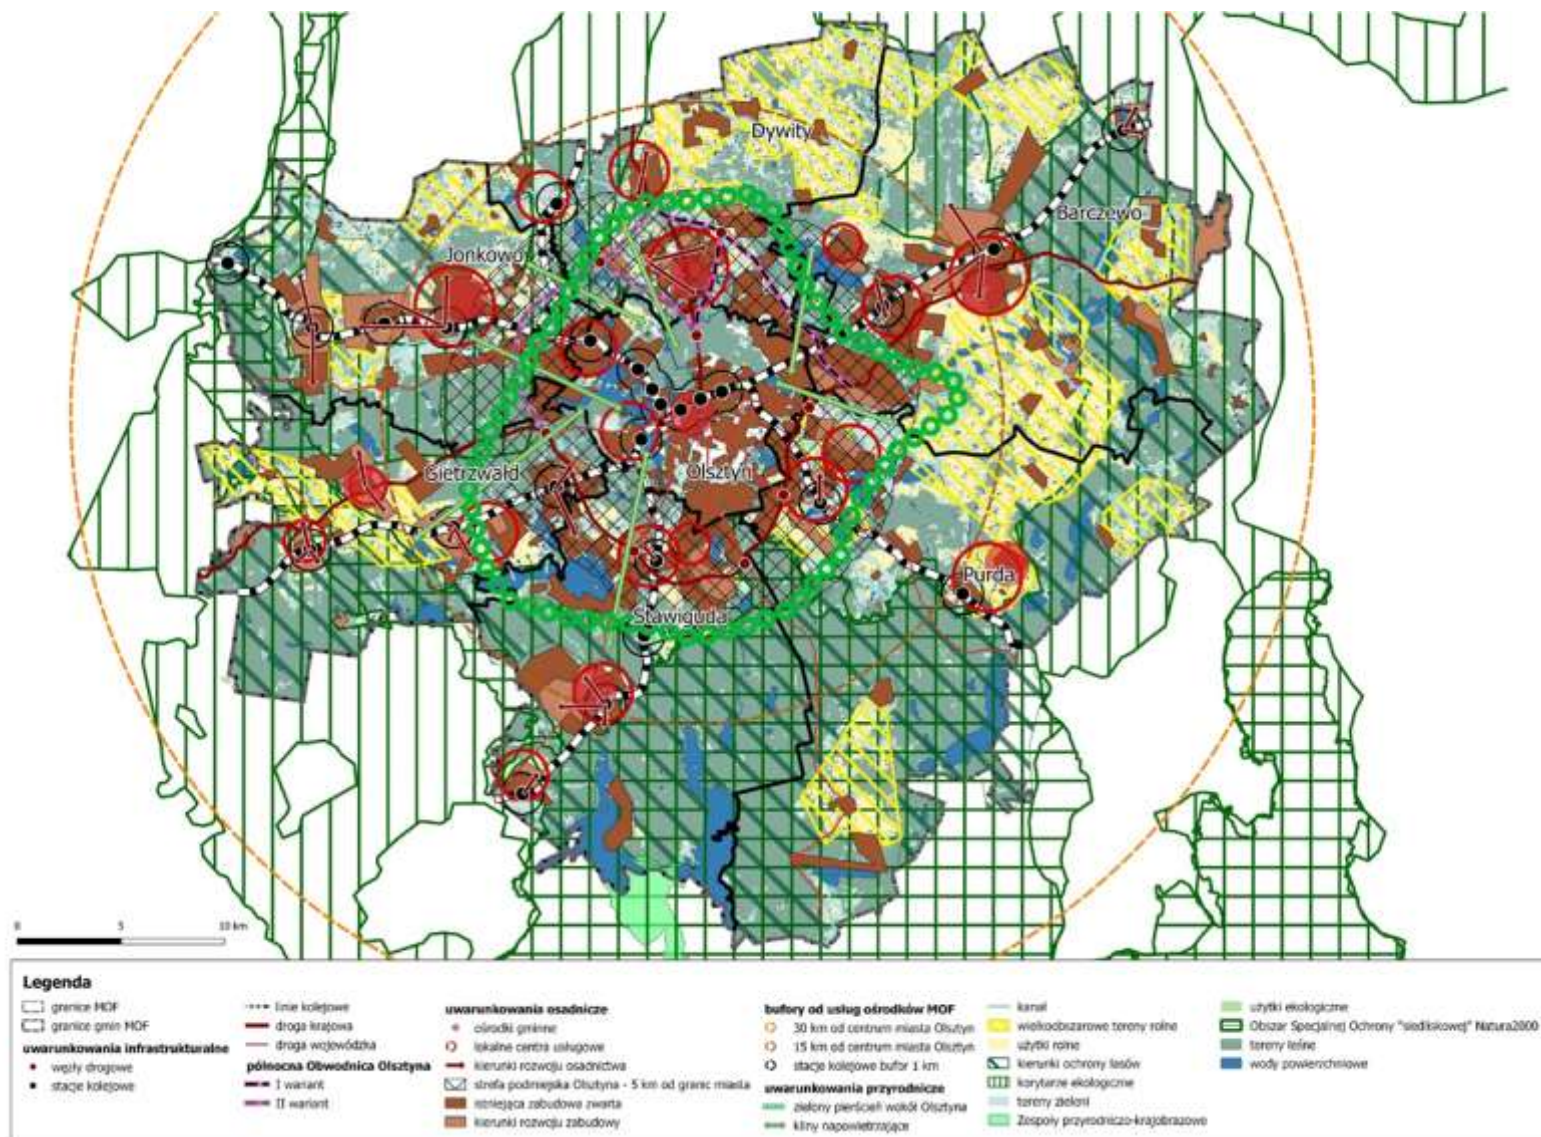 Dywity
Barczewo
Jonkowo
Gietrzwałd
Olsztyn
Purda
Stawiguda
0 5 10 km
Legenda
granice MOF
granice gmin MOF
uwarunkowania infrastrukturalne
węzły drogowe
stacje kolejowe
linie kolejowe
droga krajowa
droga wojewódzka
północna Obwodnica Olsztyna
I wariant
II wariant
uwarunkowania osadnicze
ośrodki gminne
lokalne centra usługowe
kierunki rozwoju osadnictwa
strefa podmiejska Olsztyna - 5 km od granic miasta
istniejąca zabudowa zwarta
kierunki rozwoju zabudowy
bufory od usług ośrodków MOF
30 km od centrum miasta Olsztyn
15 km od centrum miasta Olsztyn
stacje kolejowe bufor 1 km
uwarunkowania przyrodnicze
zielony pierścień wokół Olsztyna
kliny napowietrzające
kanał
wielkoobszarowe tereny rolne
użytki rolne
kierunki ochrony lasów
korytarze ekologiczne
tereny zieleni
Zespoły przyrodniczo-krajobrazowe
użytki ekologiczne
Obszar Specjalnej Ochrony "siedliskowej" Natura2000
tereny leśne
wody powierzchniowe